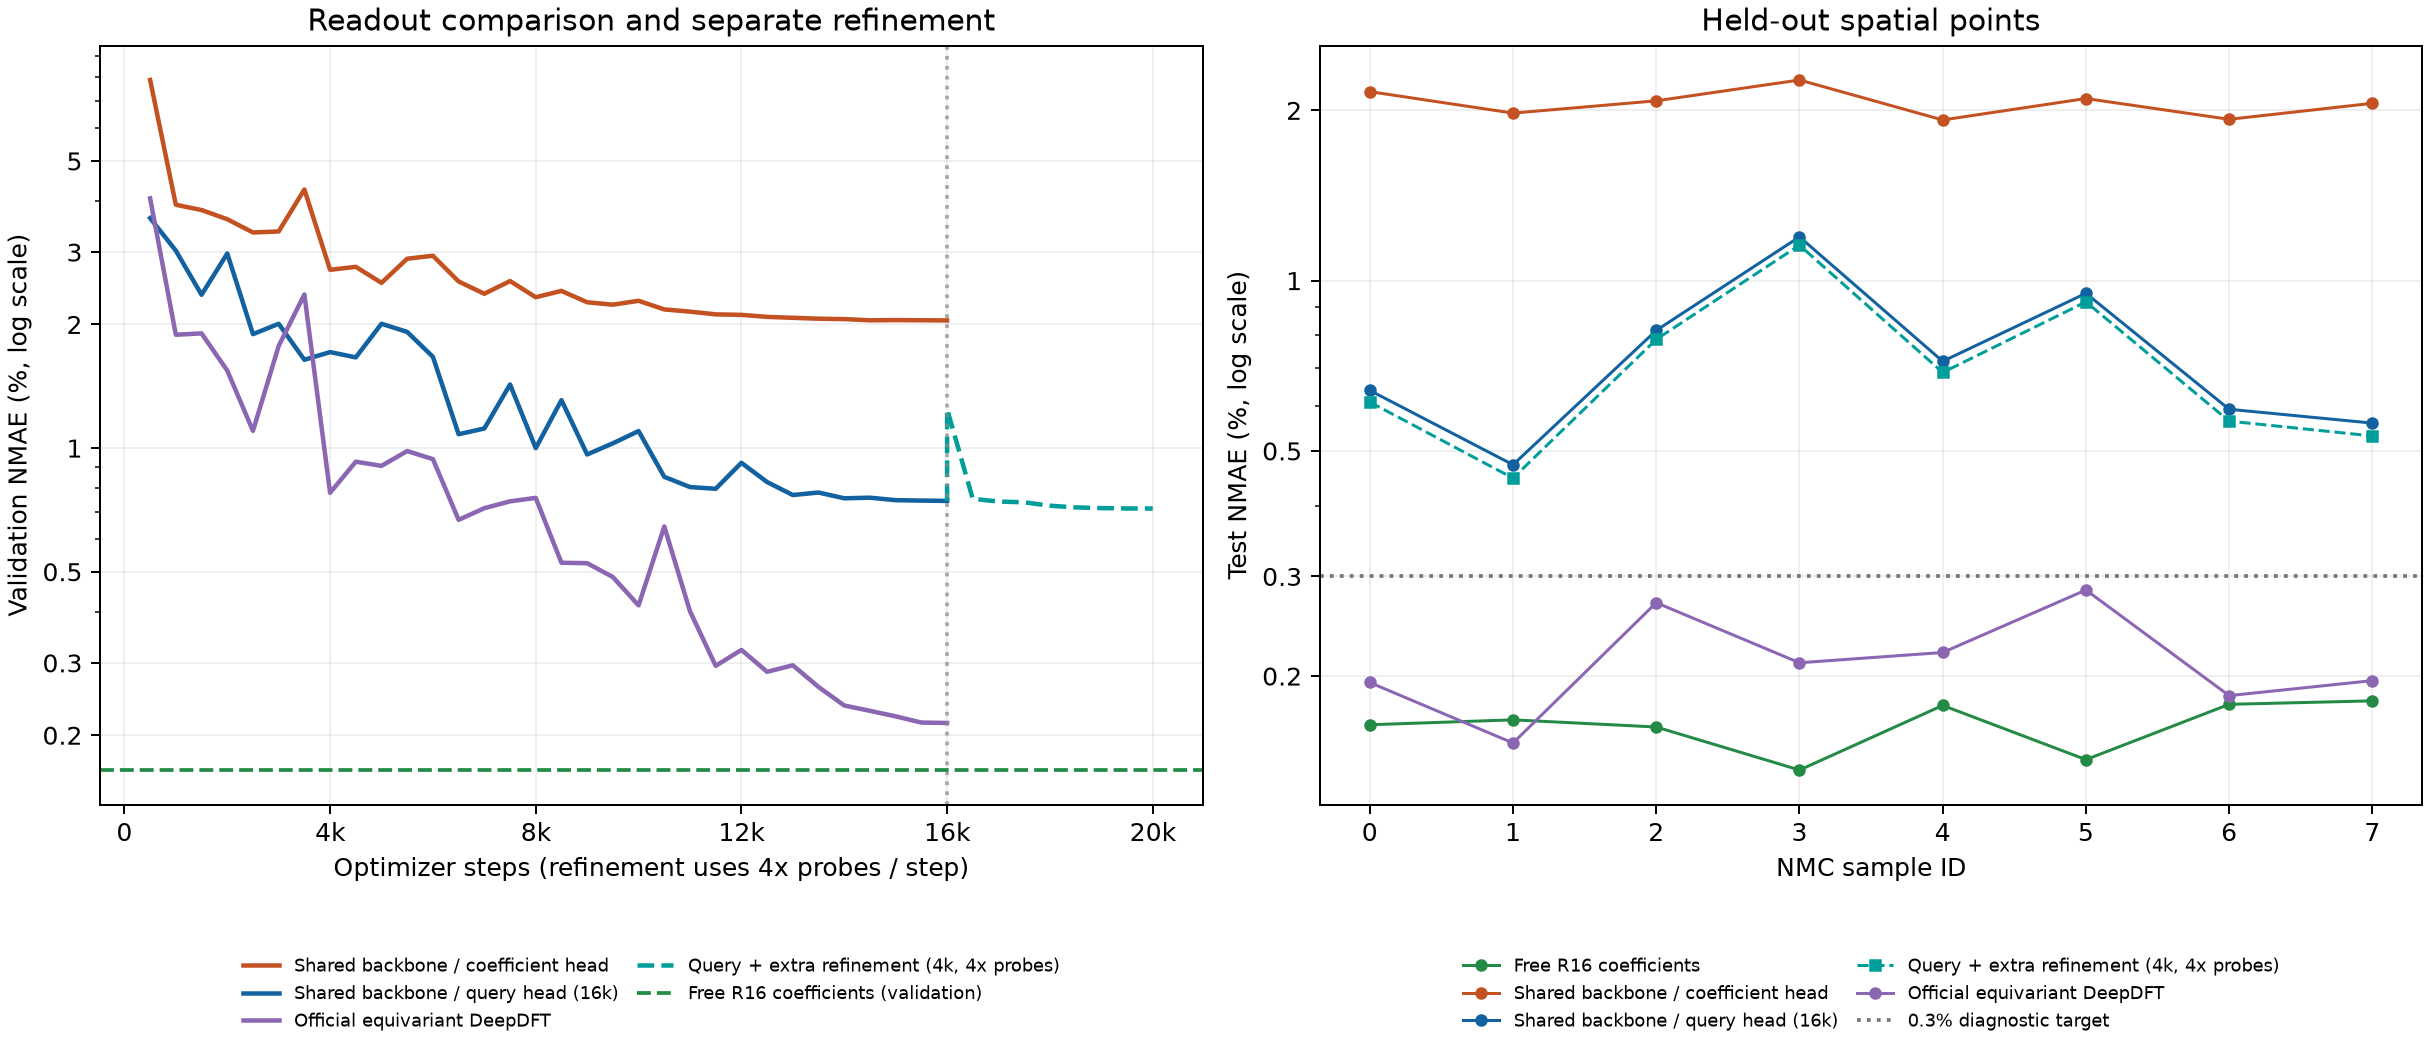 Readout comparison and separate refinement
Validation NMAE (%, log scale)
5
3
2
1
0.5
0.3
0.2
0
4k
8k
12k
16k
20k
Optimizer steps (refinement uses 4x probes / step)
Shared backbone / coefficient head
Shared backbone / query head (16k)
Official equivariant DeepDFT
Query + extra refinement (4k, 4x probes)
Free R16 coefficients (validation)
Held-out spatial points
Test NMAE (%, log scale)
2
1
0.5
0.3
0.2
0
1
2
3
4
5
6
7
NMC sample ID
Free R16 coefficients
Shared backbone / coefficient head
Shared backbone / query head (16k)
Query + extra refinement (4k, 4x probes)
Official equivariant DeepDFT
0.3% diagnostic target